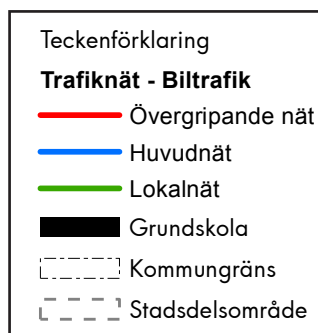 Teckenförklaring
Trafiknät - Biltrafik
Övergripande nät
Huvudnät
Lokalnät
Grundskola
Kommungräns
Stadsdelsområde